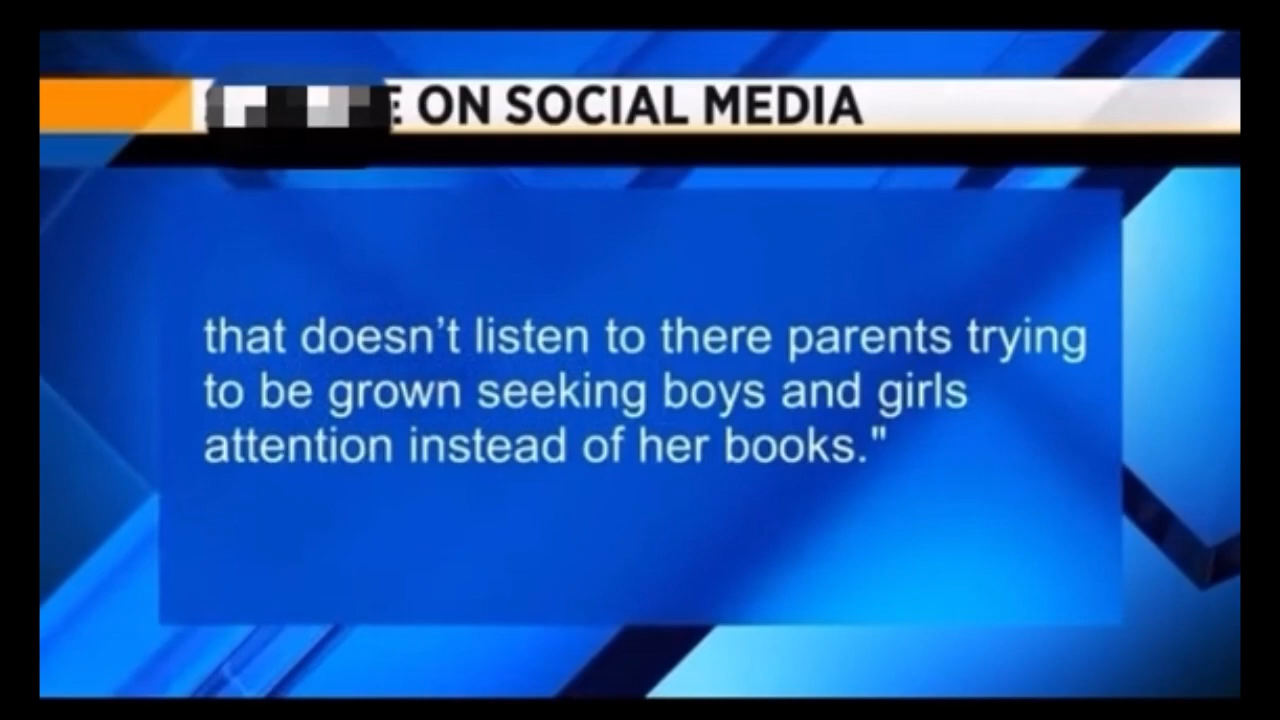 ON SOCIAL MEDIA
that doesn't listen to there parents trying
to be grown seeking boys and girls
attention instead of her books."